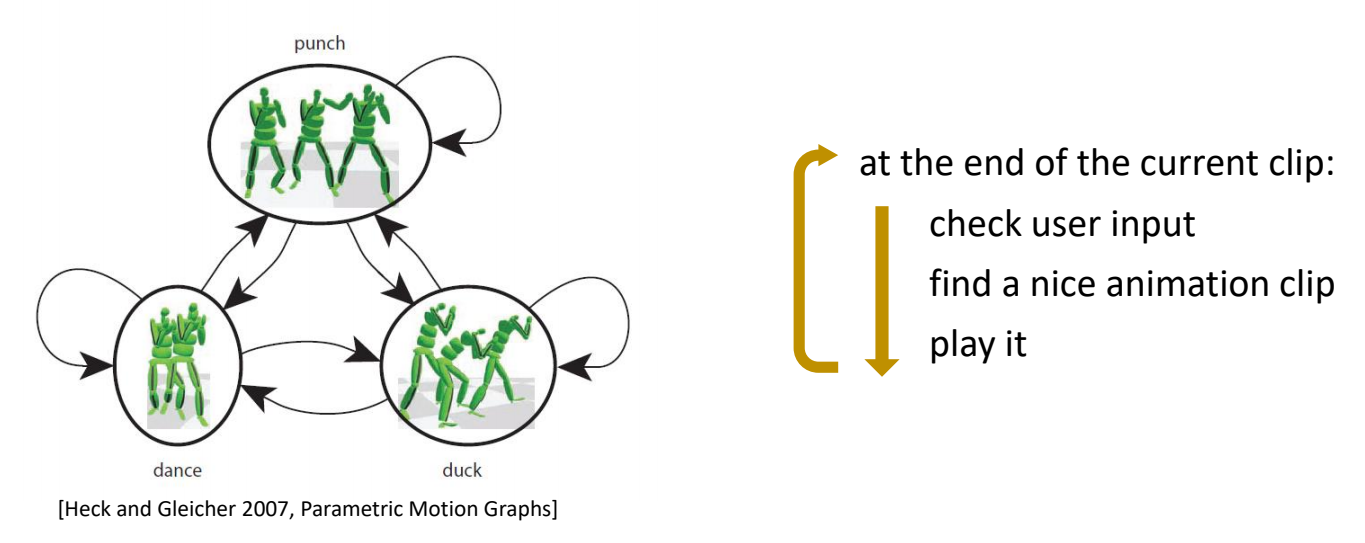 punch
dance
duck
[Heck and Gleicher 2007, Parametric Motion Graphs]
at the end of the current clip:
check user input
find a nice animation clip
play it